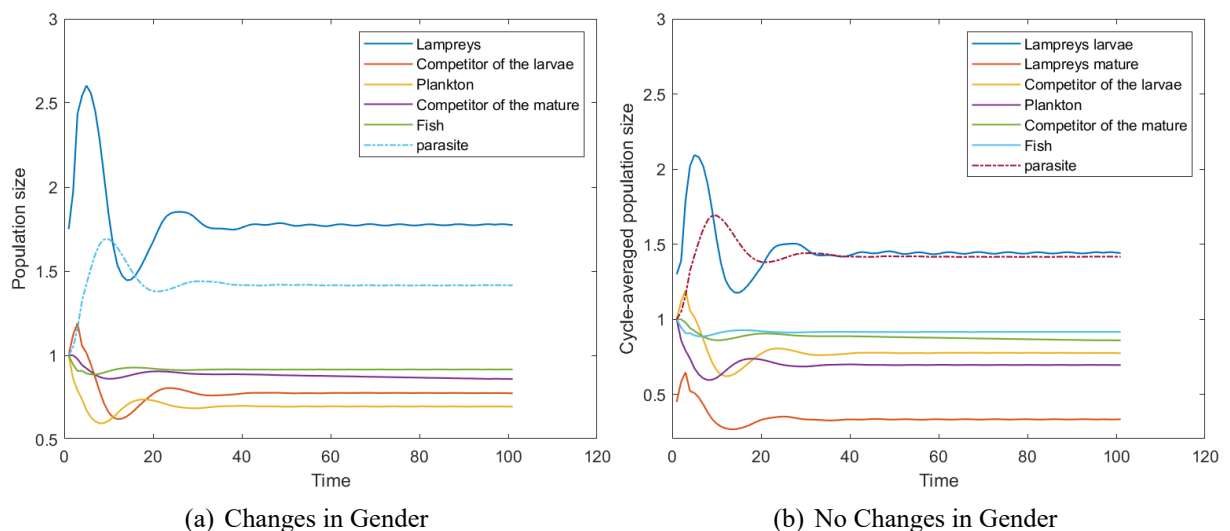 3
2.5
2
1.5
1
0.5
0
20
40
60
80
100
120
Population size
Time
Lampreys
Competitor of the larvae
Plankton
Competitor of the mature
Fish
parasite
(a) Changes in Gender
3
2.5
2
1.5
1
0.5
0
20
40
60
80
100
120
Cycle-averaged population size
Time
Lampreys larvae
Lampreys mature
Competitor of the larvae
Plankton
Competitor of the mature
Fish
parasite
(b) No Changes in Gender